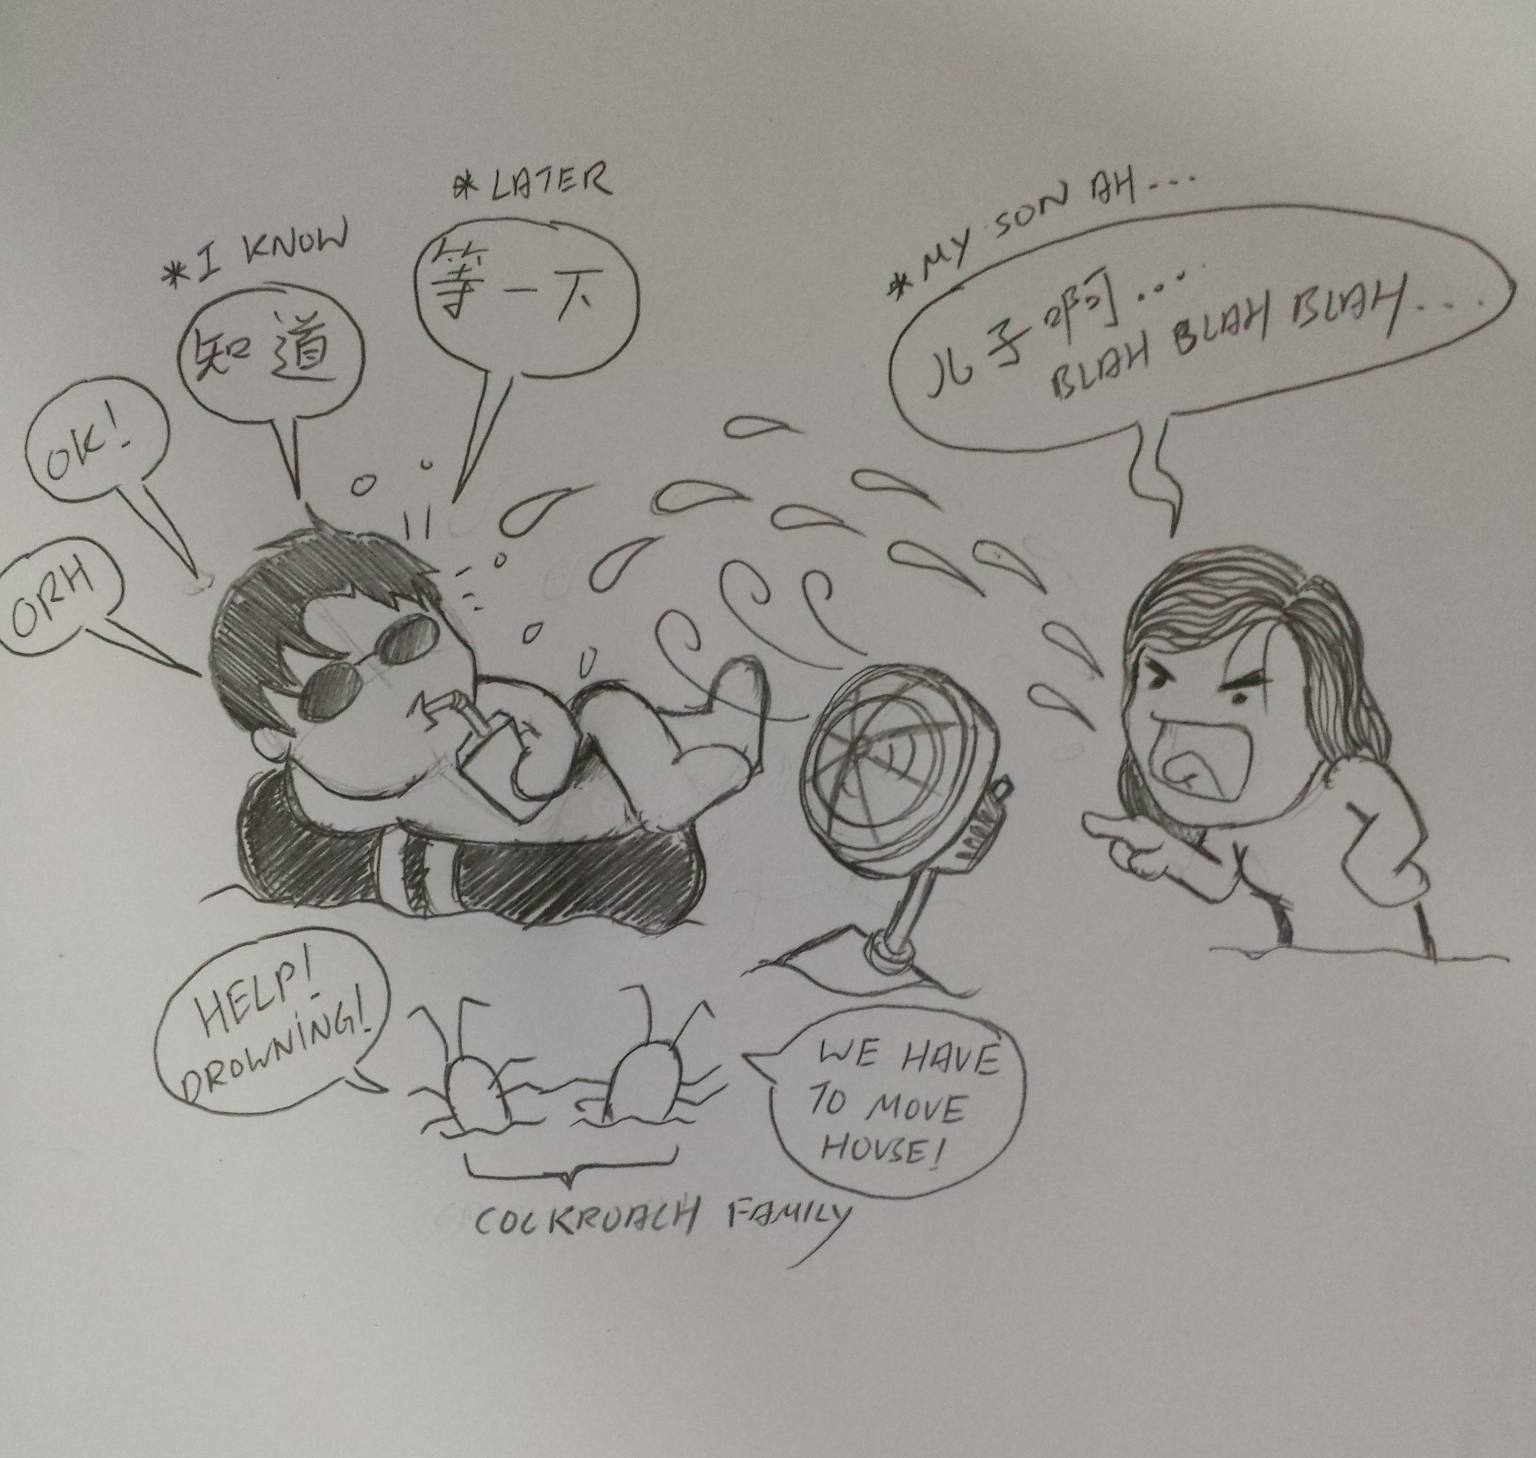 *LATER
等一下
*I KNOW
知道
OK!
ORH
*MY SON AH...
儿子啊...
BLAH BLAH BLAH...
HELP!
DROWNING!
WE HAVE
TO MOVE
HOUSE!
COCKROACH FAMILY